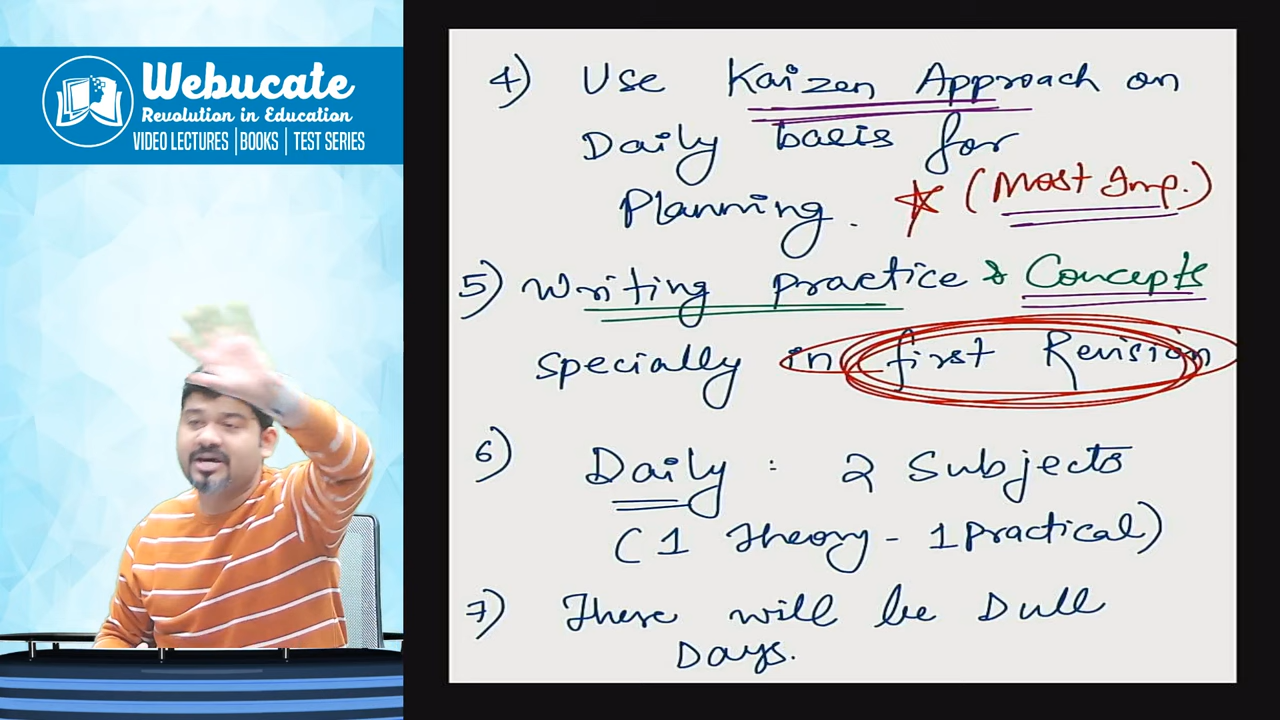 Webucate
Revolution in Education
VIDEO LECTURES | BOOKS | TEST SERIES
4) Use Kaizen Approach on
Daily basis for
Planning. ☆ (Most Imp.)
5) Writing Practice & Concepts
specially in first Revision
6) Daily : 2 Subjects
(1 Theory - 1 Practical)
7) There will be Dull
Days.